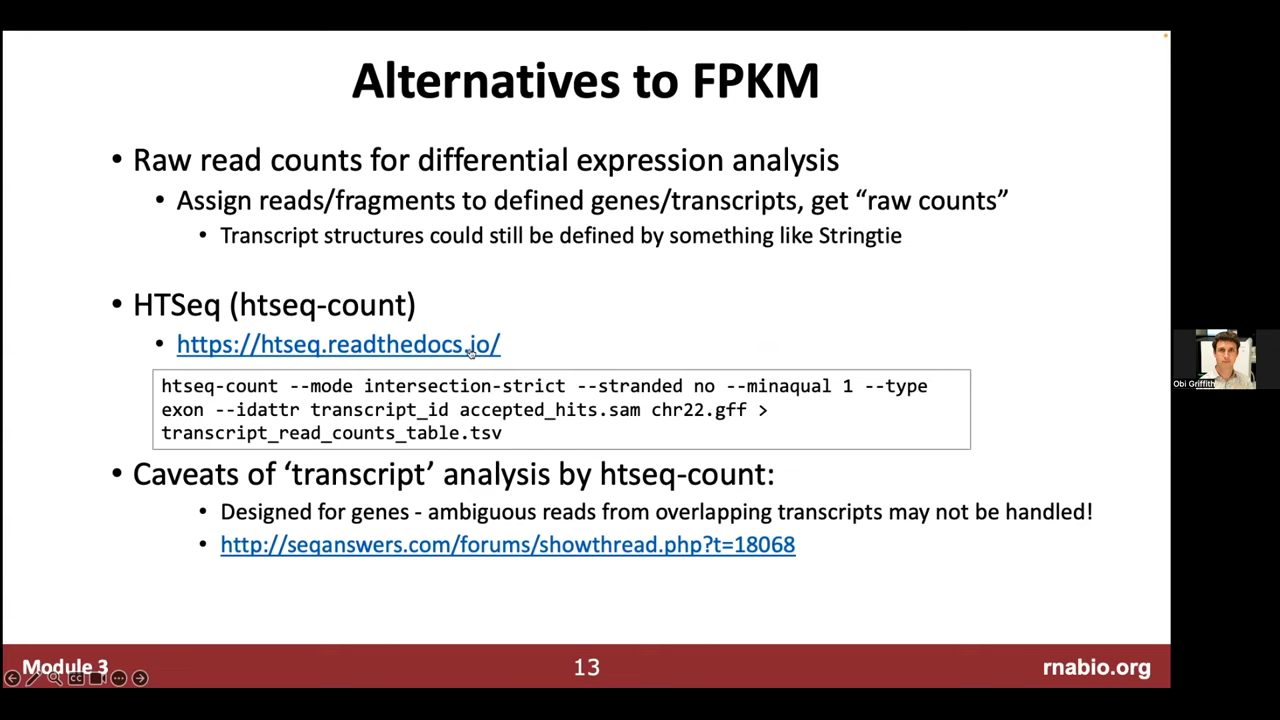 Alternatives to FPKM
• Raw read counts for differential expression analysis
• Assign reads/fragments to defined genes/transcripts, get “raw counts”
• Transcript structures could still be defined by something like Stringtie
• HTSeq (htseq-count)
• https://htseq.readthedocs.io/
htseq-count --mode intersection-strict --stranded no --minaqual 1 --type
exon --idattr transcript_id accepted_hits.sam chr22.gff >
transcript_read_counts_table.tsv
• Caveats of ‘transcript’ analysis by htseq-count:
• Designed for genes - ambiguous reads from overlapping transcripts may not be handled!
• http://seqanswers.com/forums/showthread.php?t=18068
Module 3
13
rnabio.org
CC
Obi Griffith